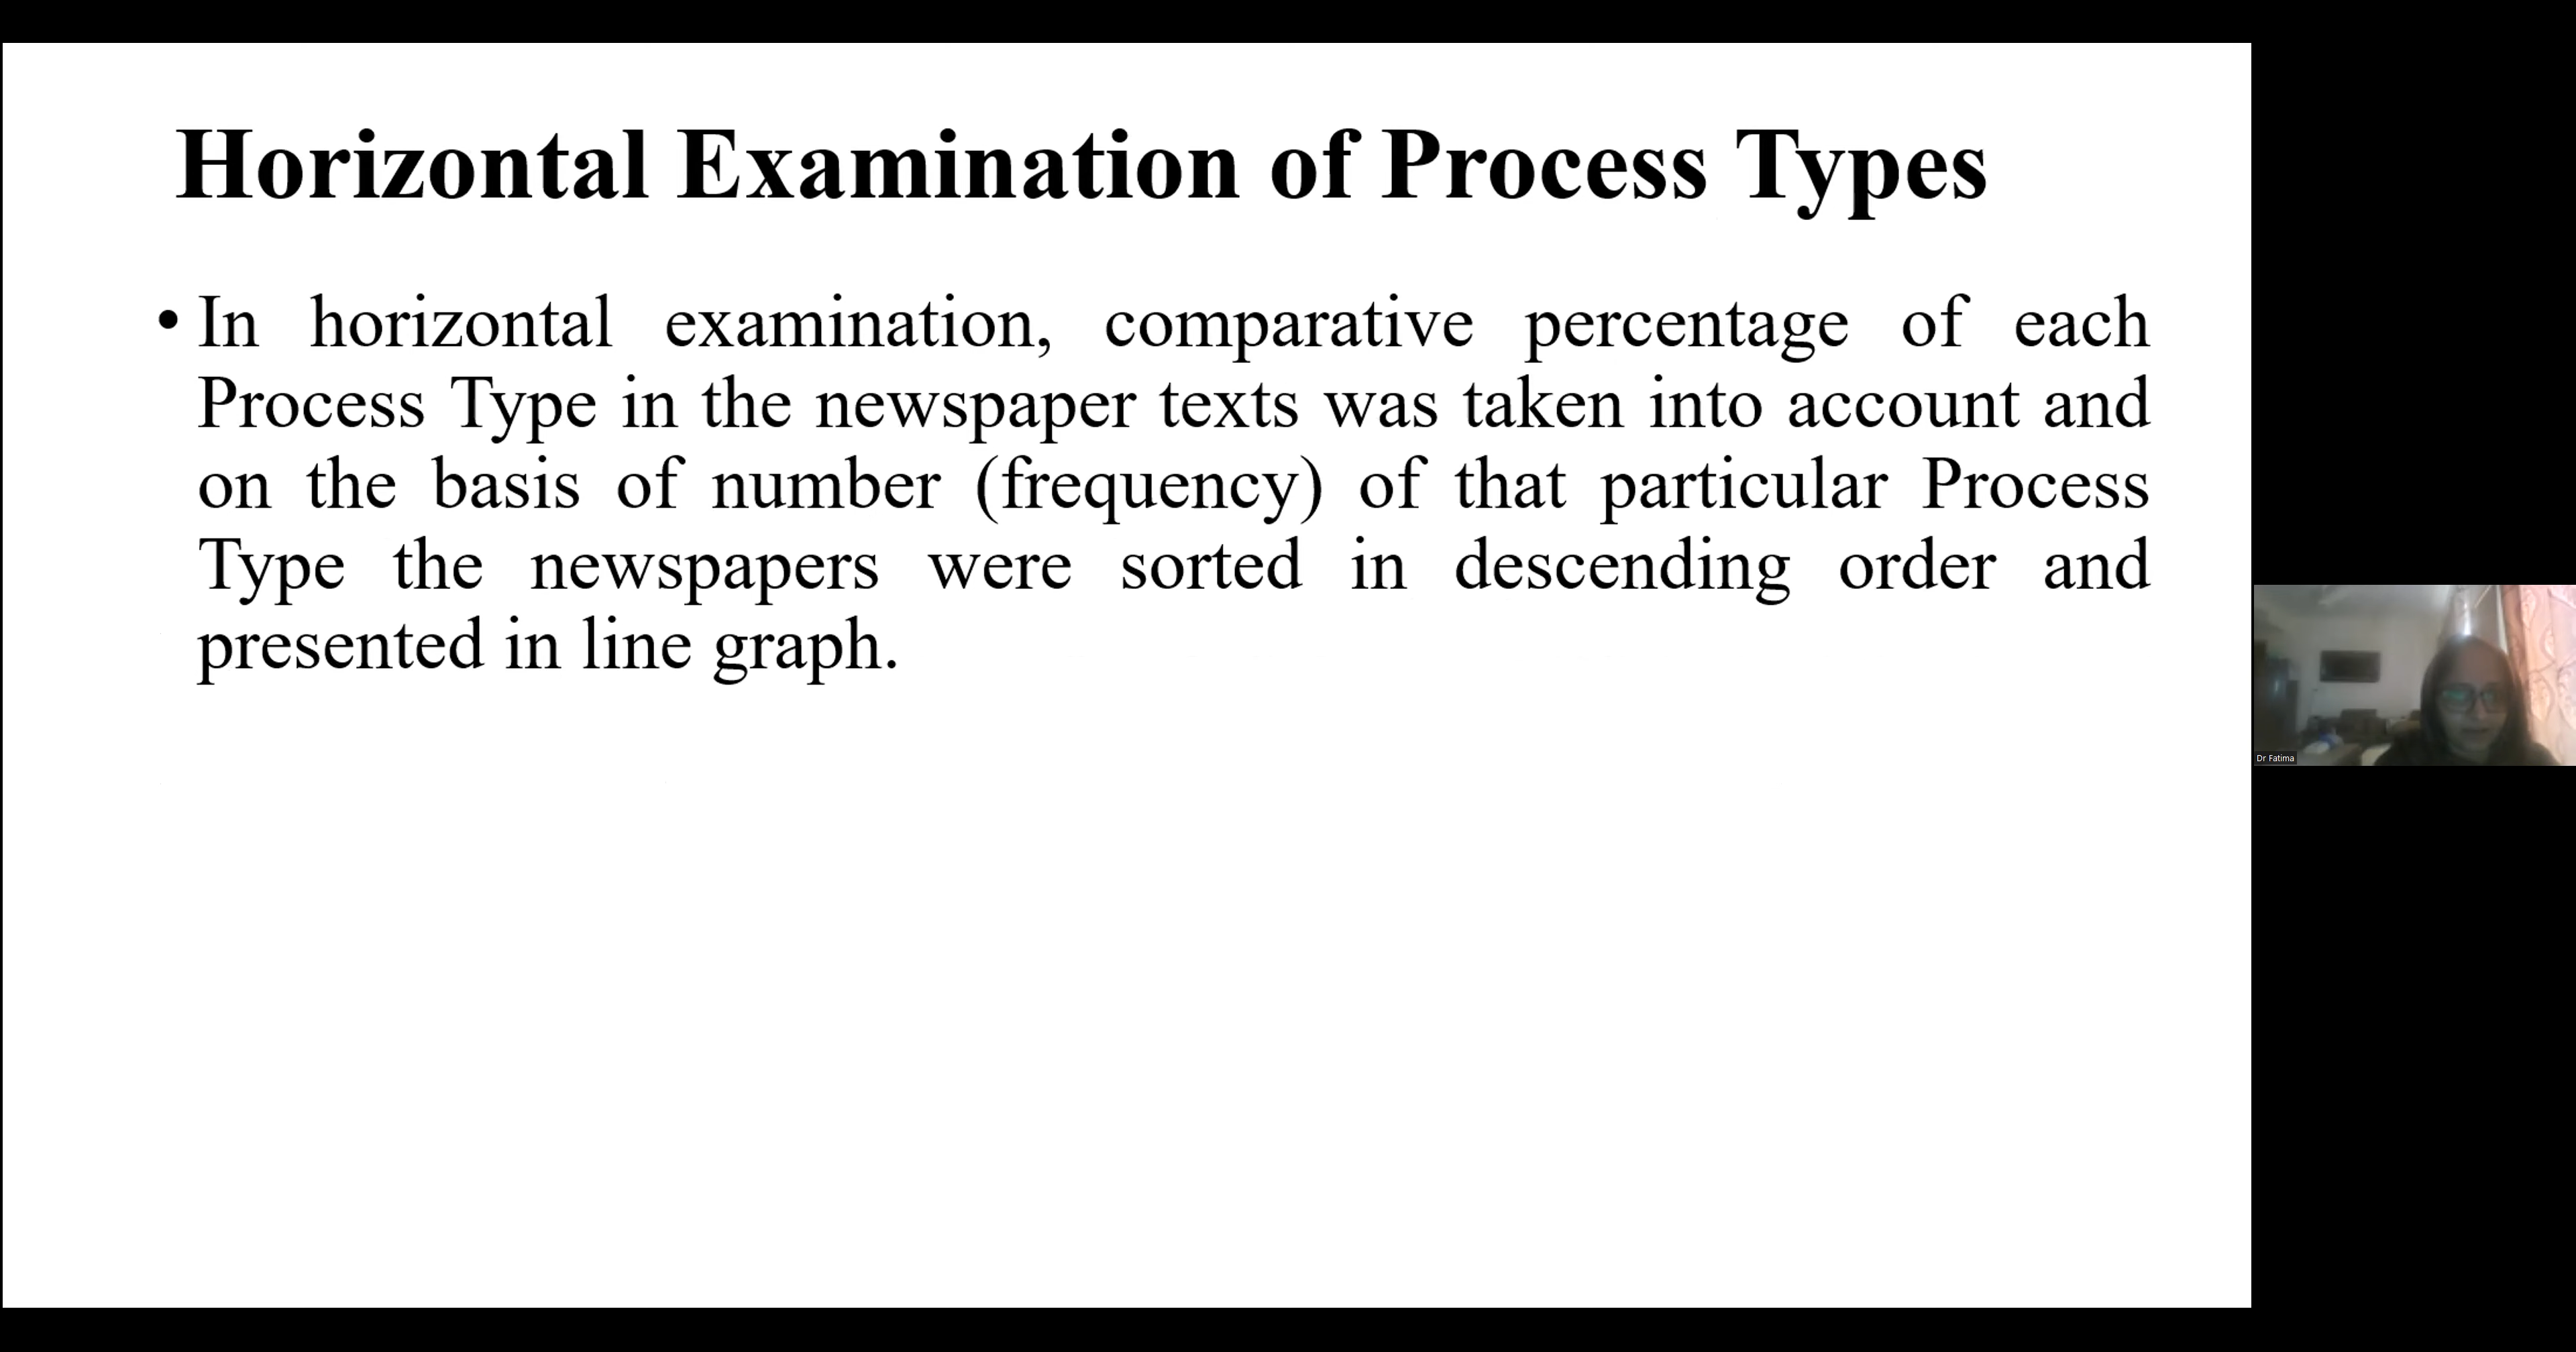 Horizontal Examination of Process Types
• In horizontal examination, comparative percentage of each
Process Type in the newspaper texts was taken into account and
on the basis of number (frequency) of that particular Process
Type the newspapers were sorted in descending order and
presented in line graph.
Dr Fatima